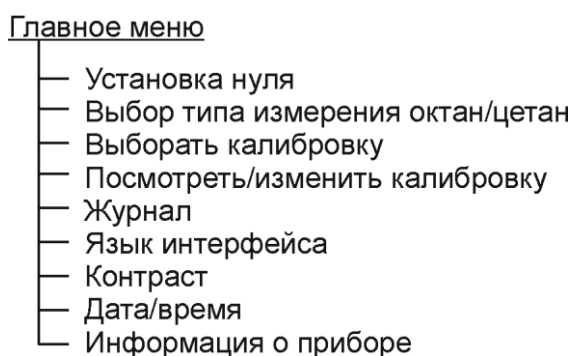 Главное меню
Установка нуля
Выбор типа измерения октан/цетан
Выборать калибровку
Посмотреть/изменить калибровку
Журнал
Язык интерфейса
Контраст
Дата/время
Информация о приборе